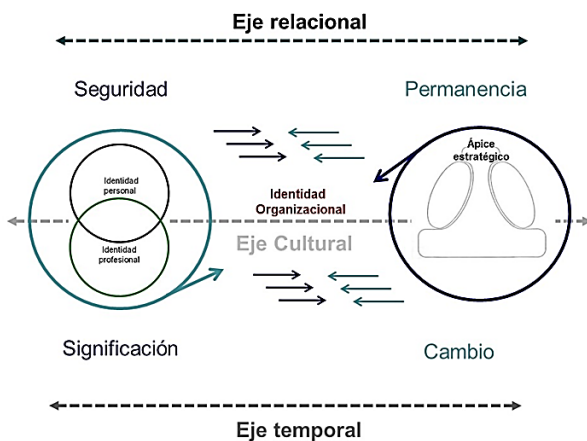 Eje relacional
Seguridad
Permanencia
Ápice
estratégico
Identidad
personal
Identidad
Organizacional
Eje Cultural
Identidad
profesional
Significación
Cambio
Eje temporal